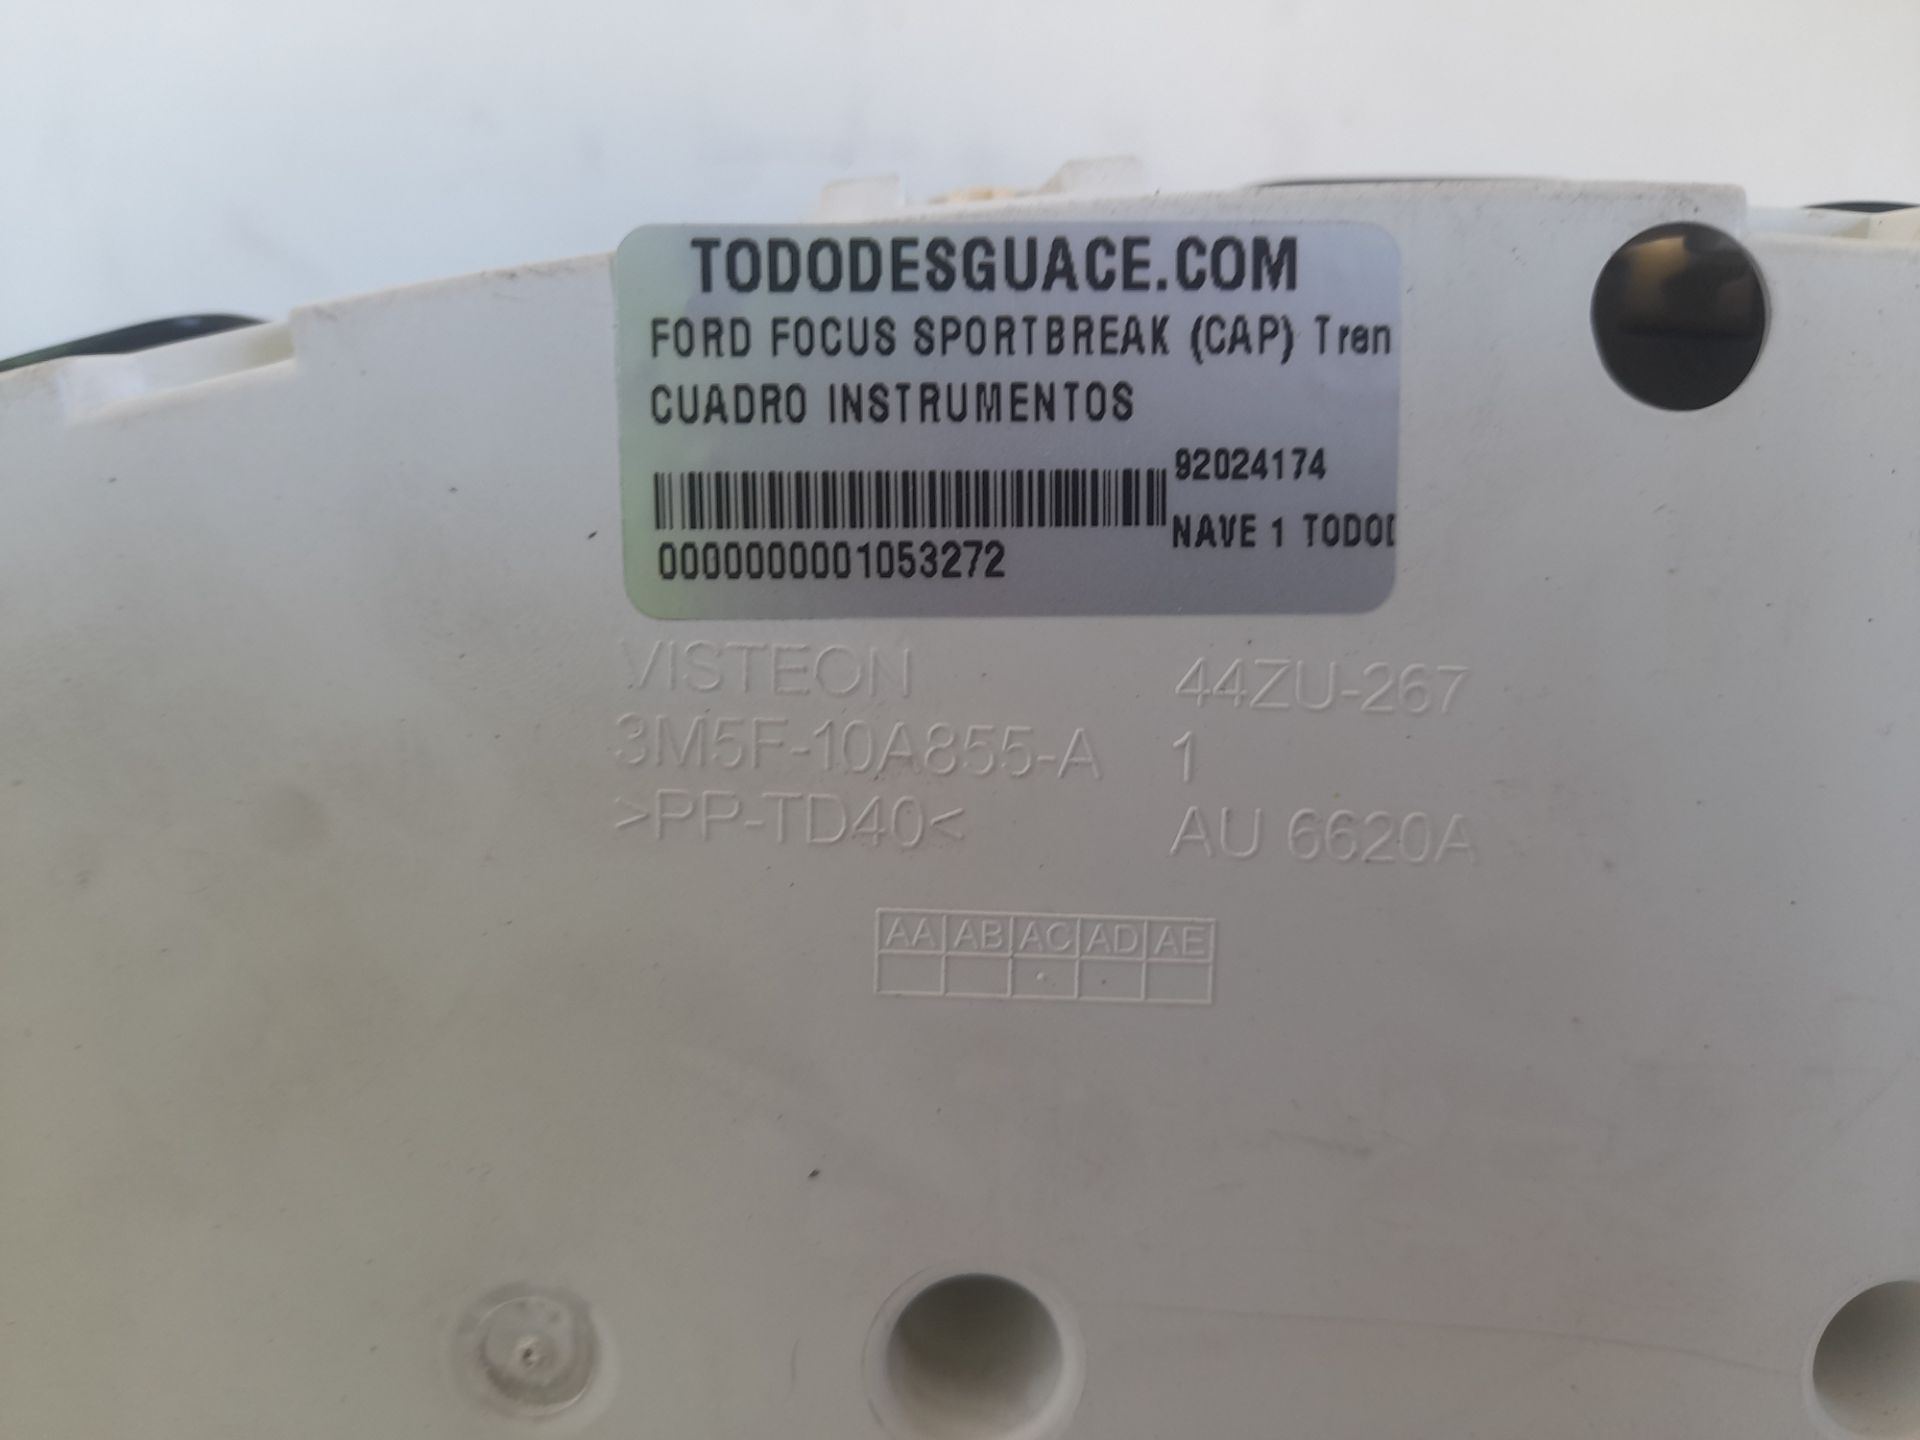 TODODESGUACE.COM
FORD FOCUS SPORTBREAK (CAP) Tren
CUADRO INSTRUMENTOS
92024174
NAVE 1 TODOD
0000000001053272
VISTEON 44ZU-267
3M5F-10A855-A 1
>PP-TD40< AU 6620A
AA AB AC AD AE